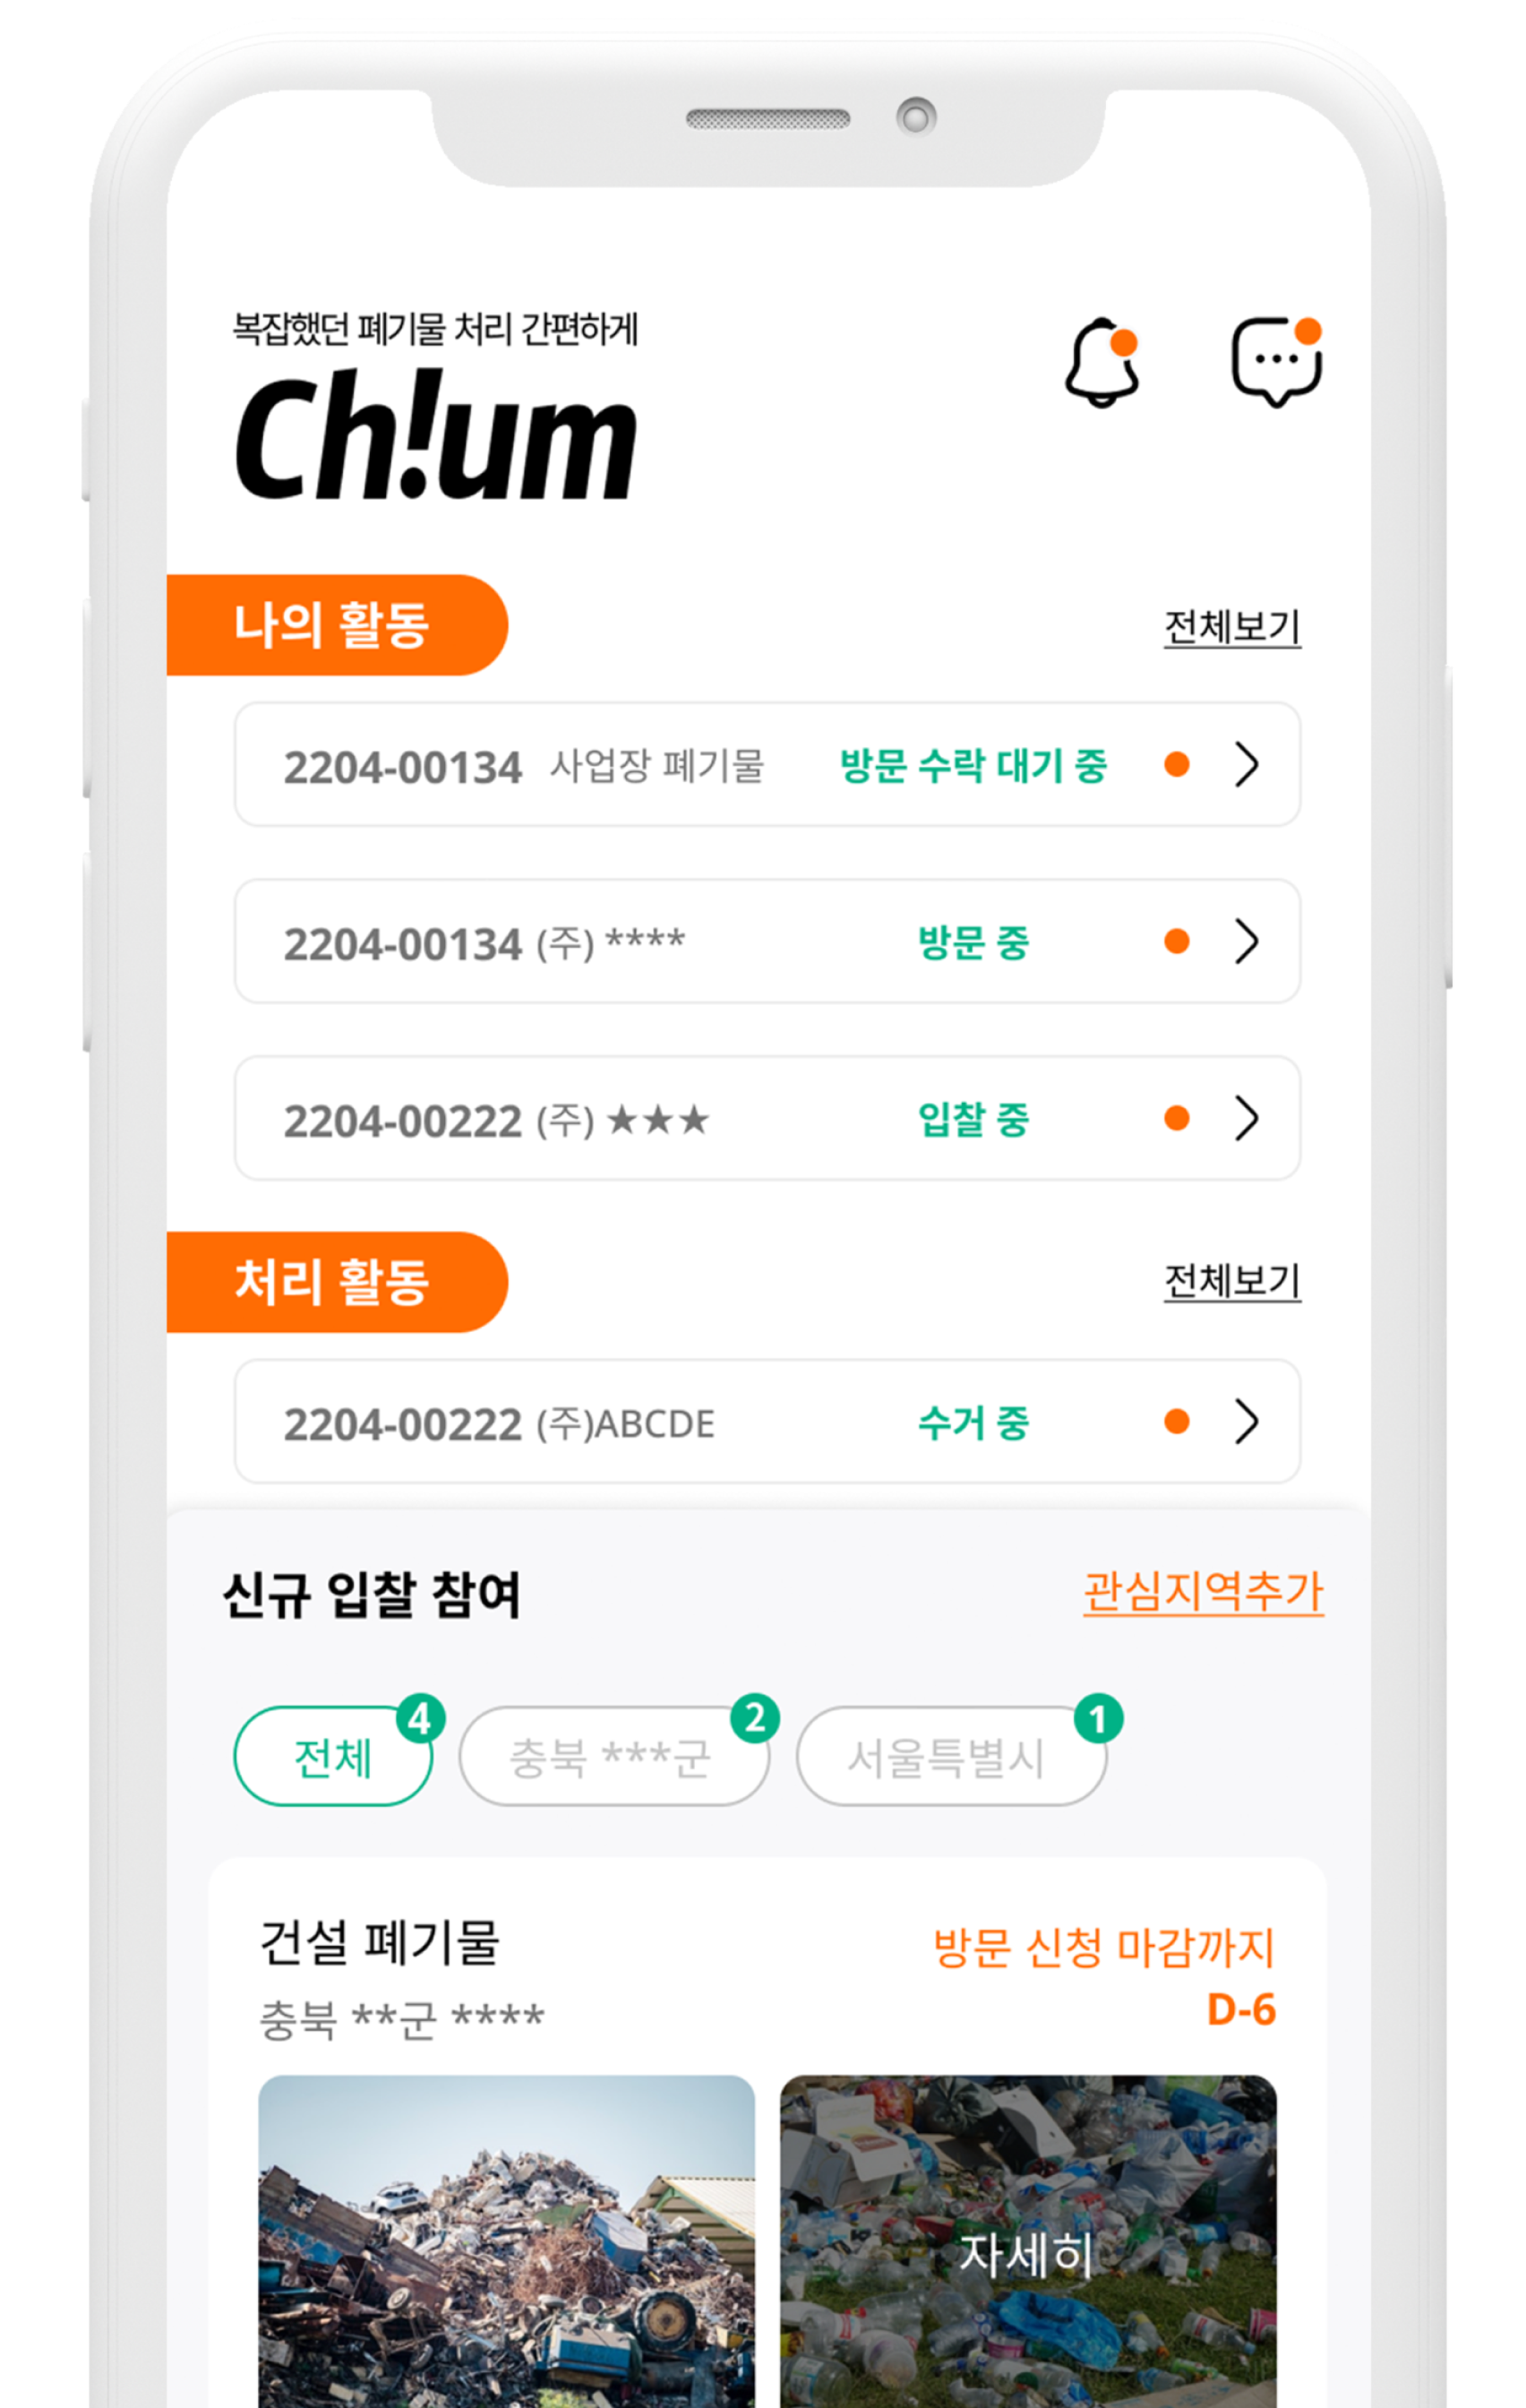 복잡했던 폐기물 처리 간편하게
Ch!um
나의 활동 전체보기
2204-00134 사업장 폐기물 방문 수락 대기 중
2204-00134 (주) **** 방문 중
2204-00222 (주) ★★★ 입찰 중
처리 활동 전체보기
2204-00222 (주)ABCDE 수거 중
신규 입찰 참여 관심지역추가
전체 4 충북 ***군 2 서울특별시 1
건설 폐기물 방문 신청 마감까지
충북 **군 **** D-6
자세히